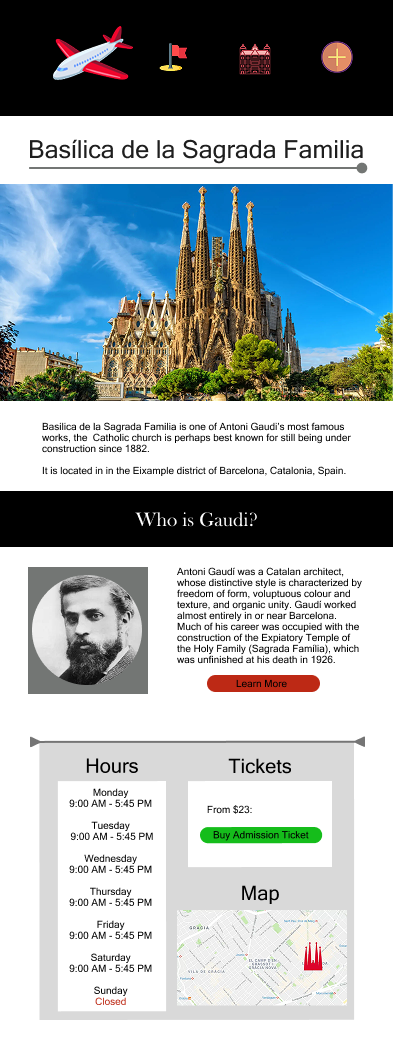 Basílica de la Sagrada Familia
Basilica de la Sagrada Familia is one of Antoni Gaudi's most famous
works, the  Catholic church is perhaps best known for still being under
construction since 1882.
It is located in in the Eixample district of Barcelona, Catalonia, Spain.
Who is Gaudi?
Antoni Gaudí was a Catalan architect,
whose distinctive style is characterized by
freedom of form, voluptuous colour and
texture, and organic unity. Gaudí worked
almost entirely in or near Barcelona.
Much of his career was occupied with the
construction of the Expiatory Temple of
the Holy Family (Sagrada Família), which
was unfinished at his death in 1926.
Learn More
Hours
Monday
9:00 AM - 5:45 PM
Tuesday
9:00 AM - 5:45 PM
Wednesday
9:00 AM - 5:45 PM
Thursday
9:00 AM - 5:45 PM
Friday
9:00 AM - 5:45 PM
Saturday
9:00 AM - 5:45 PM
Sunday
Closed
Tickets
From $23:
Buy Admission Ticket
Map
GRÀCIA
VILA DE GRÀCIA
EL CAMP D'EN
GRASSOT I
GRÀCIA NOVA